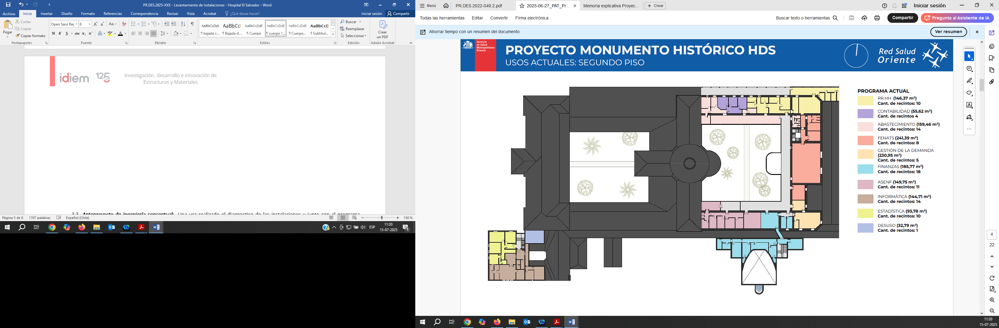 PR.DES.2025-XXX - Levantamiento de Instalaciones - Hospital El Salvador - Word
Archivo Inicio Insertar Diseño Formato Referencias Correspondencia Revisar Vista Acrobat ¿Qué desea hacer? Iniciar sesión Compartir
Pegar
Cortar
Copiar
Copiar formato
Portapapeles
Open Sans Reg 8
N K S abc x₂ x²
Fuente
Párrafo
AaBbCcDdE AaBbCcI AaBbCcDdE AaBbCcDdE AaBbCcDdE AaBbCcD
¶ bajada c... ¶ Bajada d... ¶ Cuerpo ¶ cuerpo 1... ¶ Cuerpo... ¶ Subtitul...
Estilos
Buscar
Reemplazar
Seleccionar
Edición
Crear
un PDF
Adobe Acrobat
idiem 125
Investigación, desarrollo e innovación de
Estructuras y Materiales
3.3 Anteproyecto de ingeniería conceptual: Una vez realizado el diagnostico de las instalaciones y junto con el programa
Página 5 de 8 1707 palabras Español (Chile) 150 %
ESP 11:20
15-07-2025
6
Menú PR.DES.2022-049.2.pdf 2025-06-27_PAT_Pr... Memoria explicativa Proyec... Crear Iniciar sesión
Todas las herramientas Editar Convertir Firma electrónica Buscar texto o herramientas Compartir Pregunta al Asistente de IA
Ahorrar tiempo con un resumen del documento Ver resumen
Servicio
de Salud
Metropolitano
Oriente
PROYECTO MONUMENTO HISTÓRICO HDS
USOS ACTUALES: SEGUNDO PISO
Red Salud
Oriente
PROGRAMA ACTUAL
RR.HH (146,37 m²)
Cant. de recintos: 10
CONTABILIDAD (55,62 m²)
Cant. de recintos 4
ABASTECIMIENTO (159,46 m²)
Cant. de recintos: 14
FENATS (241,39 m²)
Cant. de recintos: 8
GESTIÓN DE LA DEMANDA
(230,95 m²)
Cant. de recintos: 5
FINANZAS (185,77 m²)
Cant. de recintos: 18
ASENF (149,75 m²)
Cant. de recintos: 11
INFORMÁTICA (144,71 m²)
Cant. de recintos: 14
ESTADÍSTICA (93,78 m²)
Cant. de recintos: 10
DESUSO (32,79 m²)
Cant. de recintos: 1
4
22
11:20
15-07-2025